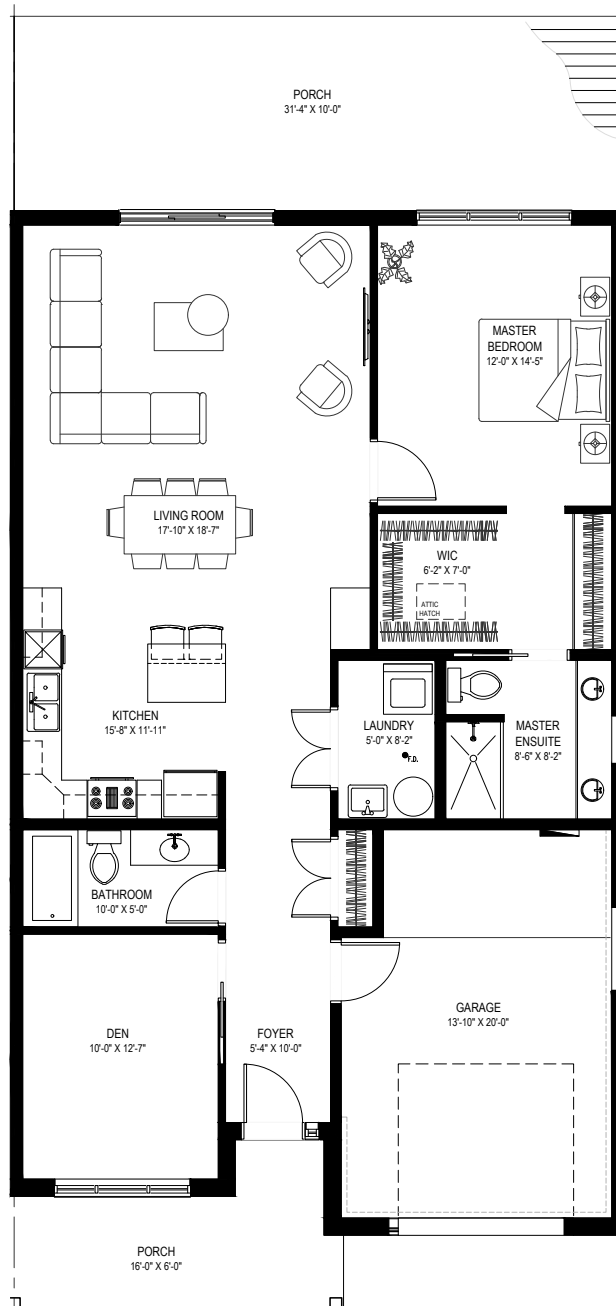 PORCH
31'-4" X 10'-0"
MASTER
BEDROOM
12'-0" X 14'-5"
LIVING ROOM
17'-10" X 18'-7"
WIC
6'-2" X 7'-0"
ATTIC
HATCH
KITCHEN
15'-8" X 11'-11"
LAUNDRY
5'-0" X 8'-2"
F.D.
MASTER
ENSUITE
8'-6" X 8'-2"
BATHROOM
10'-0" X 5'-0"
DEN
10'-0" X 12'-7"
FOYER
5'-4" X 10'-0"
GARAGE
13'-10" X 20'-0"
PORCH
16'-0" X 6'-0"